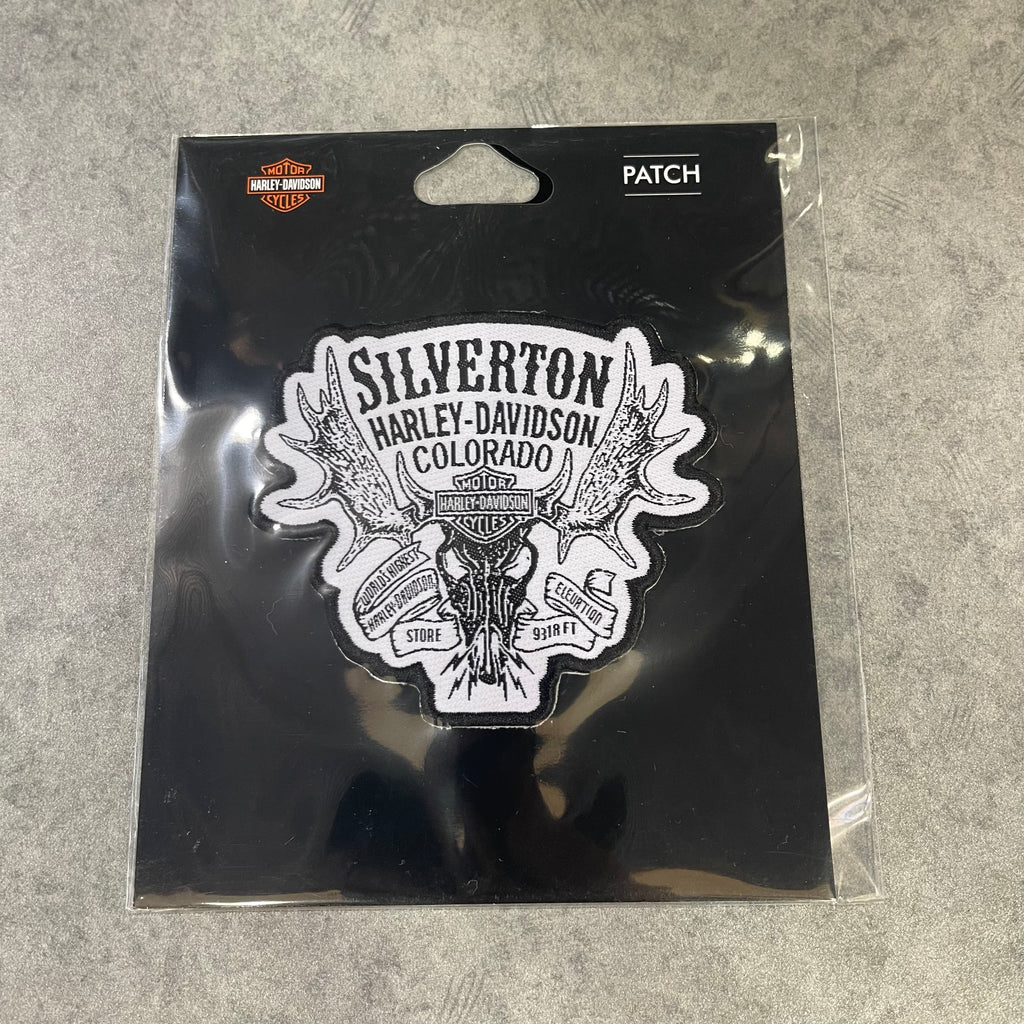 MOTOR
HARLEY-DAVIDSON
CYCLES
PATCH
SILVERTON
HARLEY-DAVIDSON
COLORADO
MOTOR
HARLEY-DAVIDSON
CYCLES
WORLD'S HIGHEST
HARLEY-DAVIDSON
STORE
ELEVATION
9318 FT